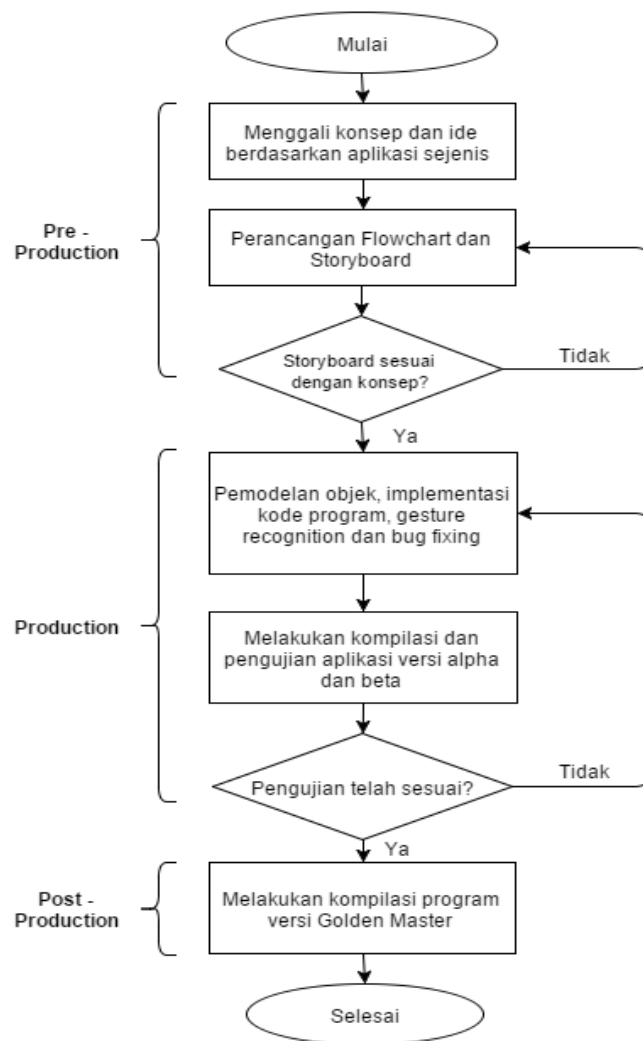 Mulai
Menggali konsep dan ide
berdasarkan aplikasi sejenis
Pre -
Production
Perancangan Flowchart dan
Storyboard
Storyboard sesuai
dengan konsep?
Tidak
Ya
Pemodelan objek, implementasi
kode program, gesture
recognition dan bug fixing
Production
Melakukan kompilasi dan
pengujian aplikasi versi alpha
dan beta
Pengujian telah sesuai?
Tidak
Ya
Post -
Production
Melakukan kompilasi program
versi Golden Master
Selesai